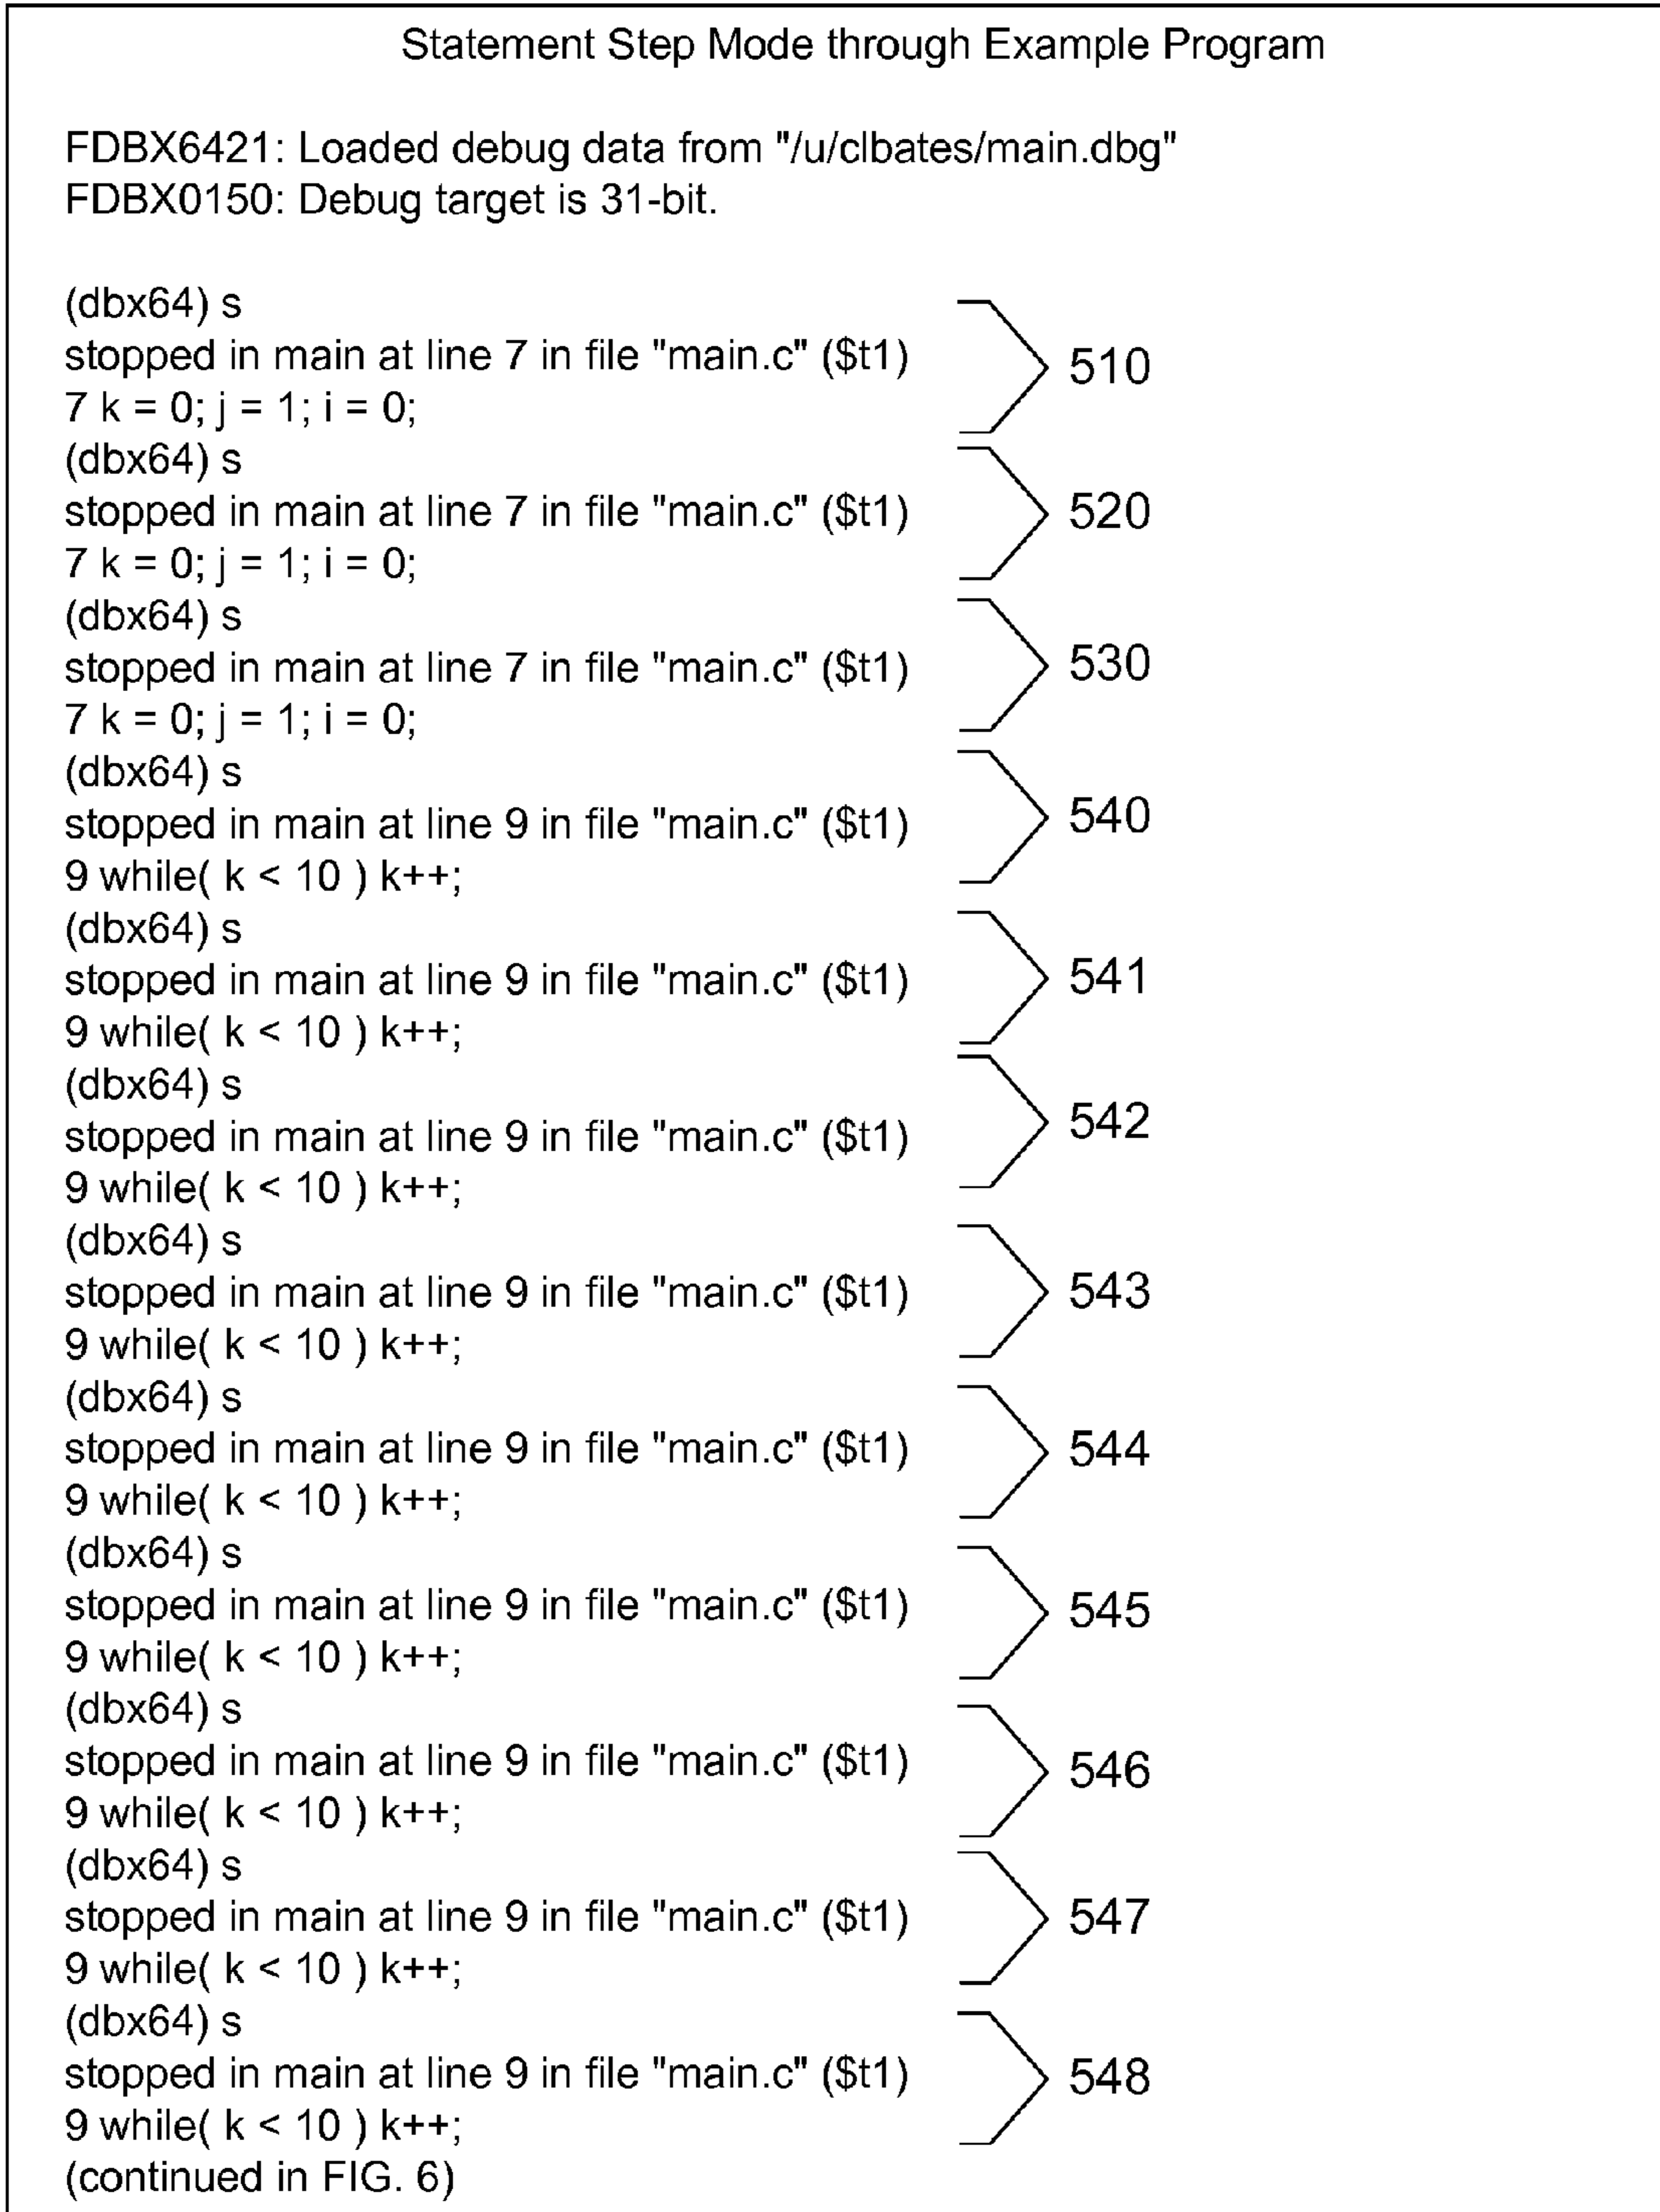 Statement Step Mode through Example Program
FDBX6421: Loaded debug data from "/u/clbates/main.dbg"
FDBX0150: Debug target is 31-bit.
(dbx64) s
stopped in main at line 7 in file "main.c" ($t1)
7 k = 0; j = 1; i = 0;
510
(dbx64) s
stopped in main at line 7 in file "main.c" ($t1)
7 k = 0; j = 1; i = 0;
520
(dbx64) s
stopped in main at line 7 in file "main.c" ($t1)
7 k = 0; j = 1; i = 0;
530
(dbx64) s
stopped in main at line 9 in file "main.c" ($t1)
9 while( k < 10 ) k++;
540
(dbx64) s
stopped in main at line 9 in file "main.c" ($t1)
9 while( k < 10 ) k++;
541
(dbx64) s
stopped in main at line 9 in file "main.c" ($t1)
9 while( k < 10 ) k++;
542
(dbx64) s
stopped in main at line 9 in file "main.c" ($t1)
9 while( k < 10 ) k++;
543
(dbx64) s
stopped in main at line 9 in file "main.c" ($t1)
9 while( k < 10 ) k++;
544
(dbx64) s
stopped in main at line 9 in file "main.c" ($t1)
9 while( k < 10 ) k++;
545
(dbx64) s
stopped in main at line 9 in file "main.c" ($t1)
9 while( k < 10 ) k++;
546
(dbx64) s
stopped in main at line 9 in file "main.c" ($t1)
9 while( k < 10 ) k++;
547
(dbx64) s
stopped in main at line 9 in file "main.c" ($t1)
9 while( k < 10 ) k++;
548
(continued in FIG. 6)